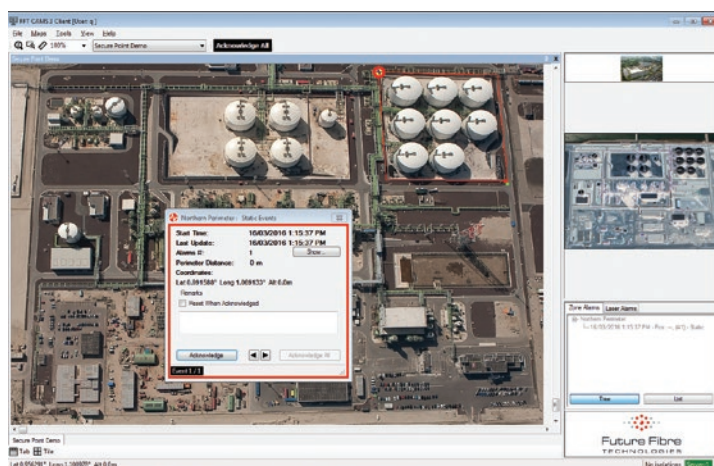 FFT CAMS 3 Client [User: q ]
File Maps Tools View Help
100% Secure Point Demo Acknowledge All
Secure Point Demo
Northern Perimeter - Static Events
Start Time: 16/03/2016 1:15:37 PM
Last Update: 16/03/2016 1:15:37 PM
Alarms #: 1 Show...
Perimeter Distance: 0 m
Coordinates:
Remarks
Reset When Acknowledged
Acknowledge Acknowledge All
Event 1 / 1
Zone Alarms Laser Alarms
Northern Perimeter
Tree List
Future Fibre
TECHNOLOGIES
Secure Point Demo
Tab Tile
No Isolations